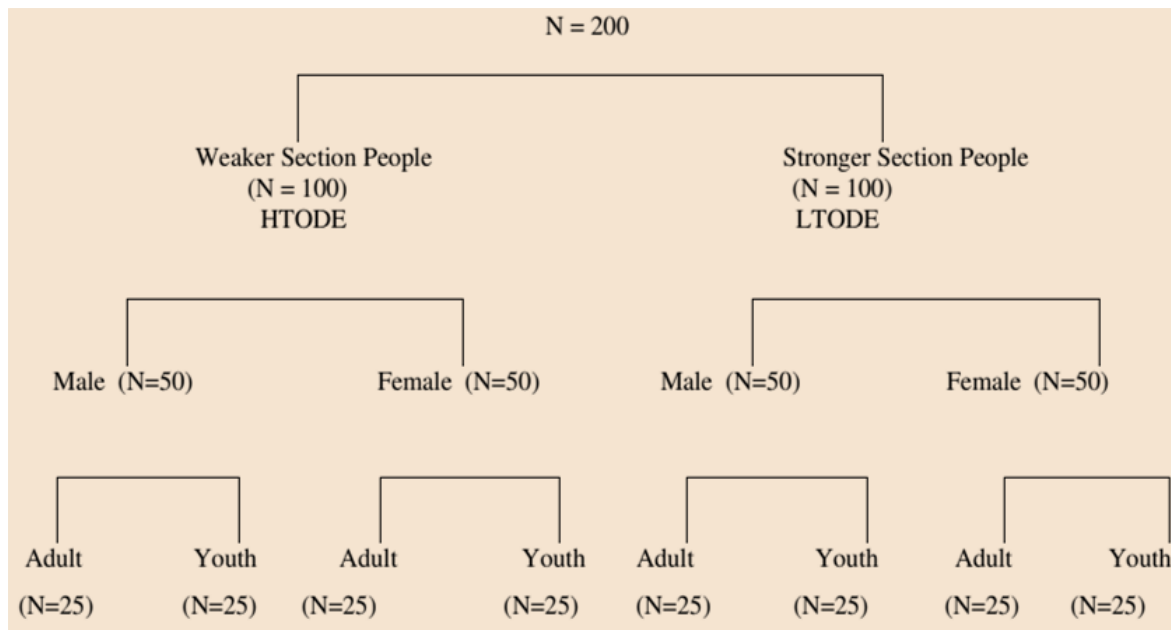 N = 200
Weaker Section People Stronger Section People
(N = 100) (N = 100)
HTODE LTODE
Male (N=50) Female (N=50) Male (N=50) Female (N=50)
Adult Youth Adult Youth Adult Youth Adult Youth
(N=25) (N=25) (N=25) (N=25) (N=25) (N=25) (N=25) (N=25)